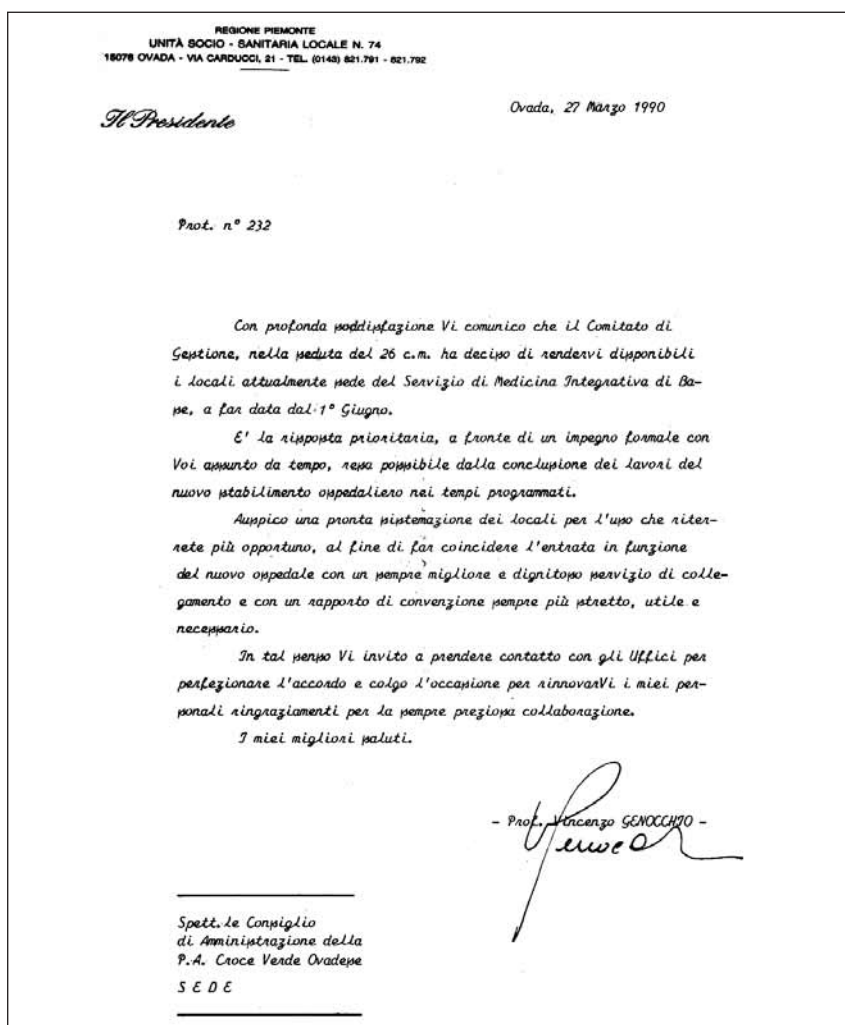 REGIONE PIEMONTE
UNITÀ SOCIO - SANITARIA LOCALE N. 74
15076 OVADA - VIA CARDUCCI, 21 - TEL. (0143) 821.791 - 821.792
Il Presidente
Ovada, 27 Marzo 1990
Prot. n° 232
Con profonda soddisfazione Vi comunico che il Comitato di
Gestione, nella seduta del 26 c.m. ha deciso di rendervi disponibili
i locali attualmente sede del Servizio di Medicina Integrativa di Ba-
se, a far data dal 1° Giugno.
E' la risposta prioritaria, a fronte di un impegno formale con
Voi assunto da tempo, resa possibile dalla conclusione dei lavori del
nuovo stabilimento ospedaliero nei tempi programmati.
Auspico una pronta sistemazione dei locali per l'uso che riter-
rete più opportuno, al fine di far coincidere l'entrata in funzione
del nuovo ospedale con un sempre migliore e dignitoso servizio di colle-
gamento e con un rapporto di convenzione sempre più stretto, utile e
necessario.
In tal senso Vi invito a prendere contatto con gli Uffici per
perfezionare l'accordo e colgo l'occasione per rinnovarVi i miei per-
sonali ringraziamenti per la sempre preziosa collaborazione.
I miei migliori saluti.
- Prof. Vincenzo GENOCCHIO -
Spett.le Consiglio
di Amministrazione della
P.A. Croce Verde Ovadese
S E D E